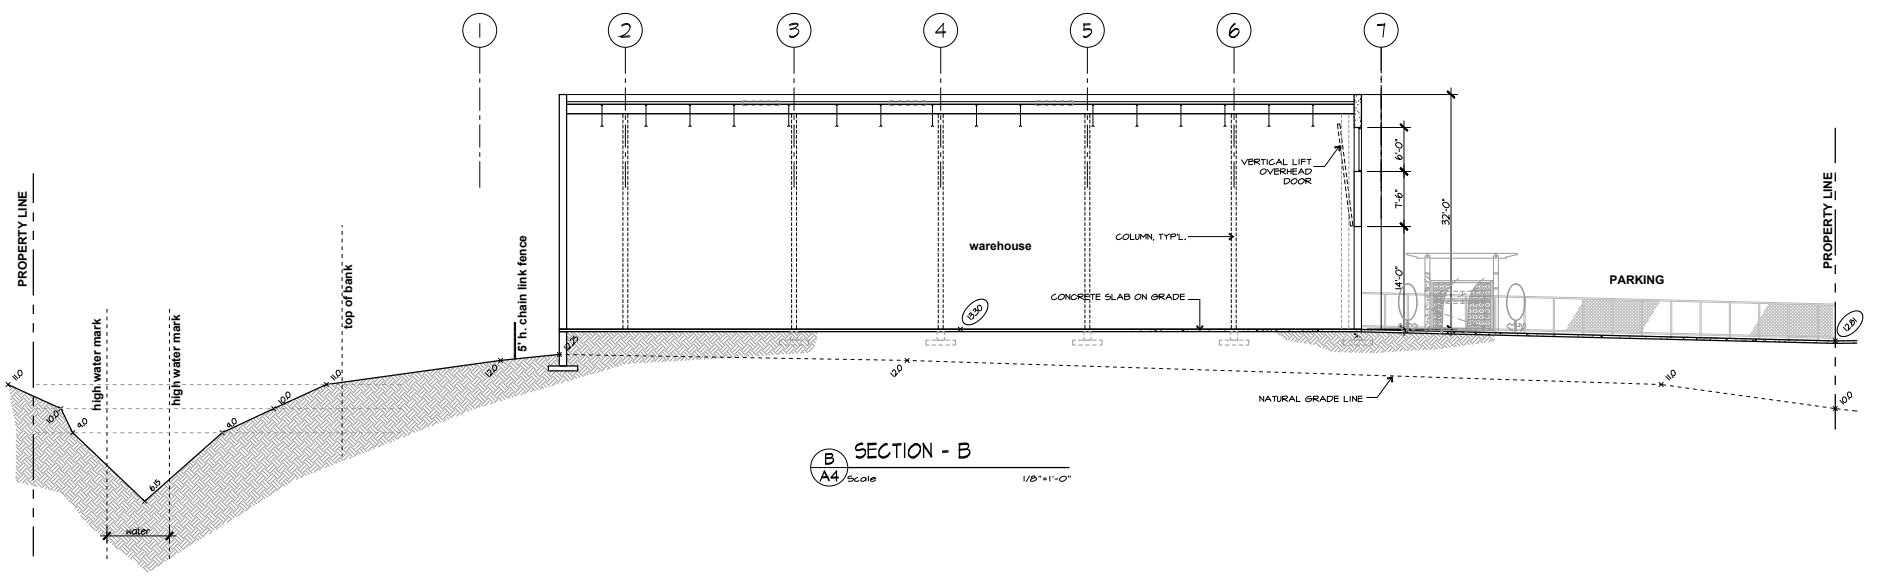 1
2
3
4
5
6
7
PROPERTY LINE
high water mark
high water mark
top of bank
5' h. chain link fence
VERTICAL LIFT
OVERHEAD
DOOR
6'-0"
7'-6"
32'-0"
14'-0"
PROPERTY LINE
COLUMN, TYP'L.
warehouse
PARKING
CONCRETE SLAB ON GRADE
13.30
12.81
12.25
11.0
10.0
9.0
6.15
9.0
10.0
11.0
12.0
12.0
11.0
10.0
NATURAL GRADE LINE
water
B
A4
SECTION - B
Scale
1/8"=1'-0"